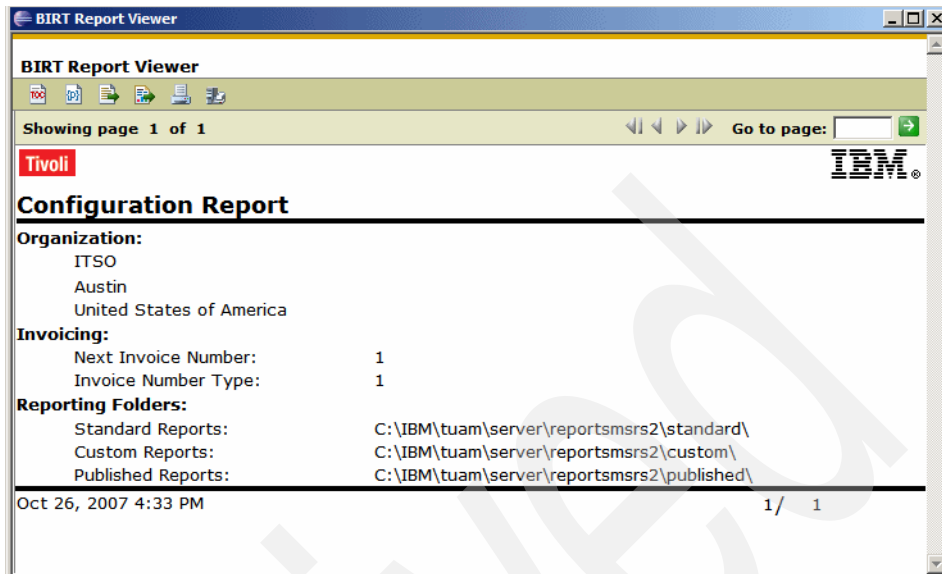 BIRT Report Viewer
BIRT Report Viewer
TOC
Showing page 1 of 1 Go to page:
Tivoli IBM®
Configuration Report
Organization:
ITSO
Austin
United States of America
Invoicing:
Next Invoice Number: 1
Invoice Number Type: 1
Reporting Folders:
Standard Reports: C:\IBM\tuam\server\reportsmsrs2\standard\
Custom Reports: C:\IBM\tuam\server\reportsmsrs2\custom\
Published Reports: C:\IBM\tuam\server\reportsmsrs2\published\
Oct 26, 2007 4:33 PM 1/ 1